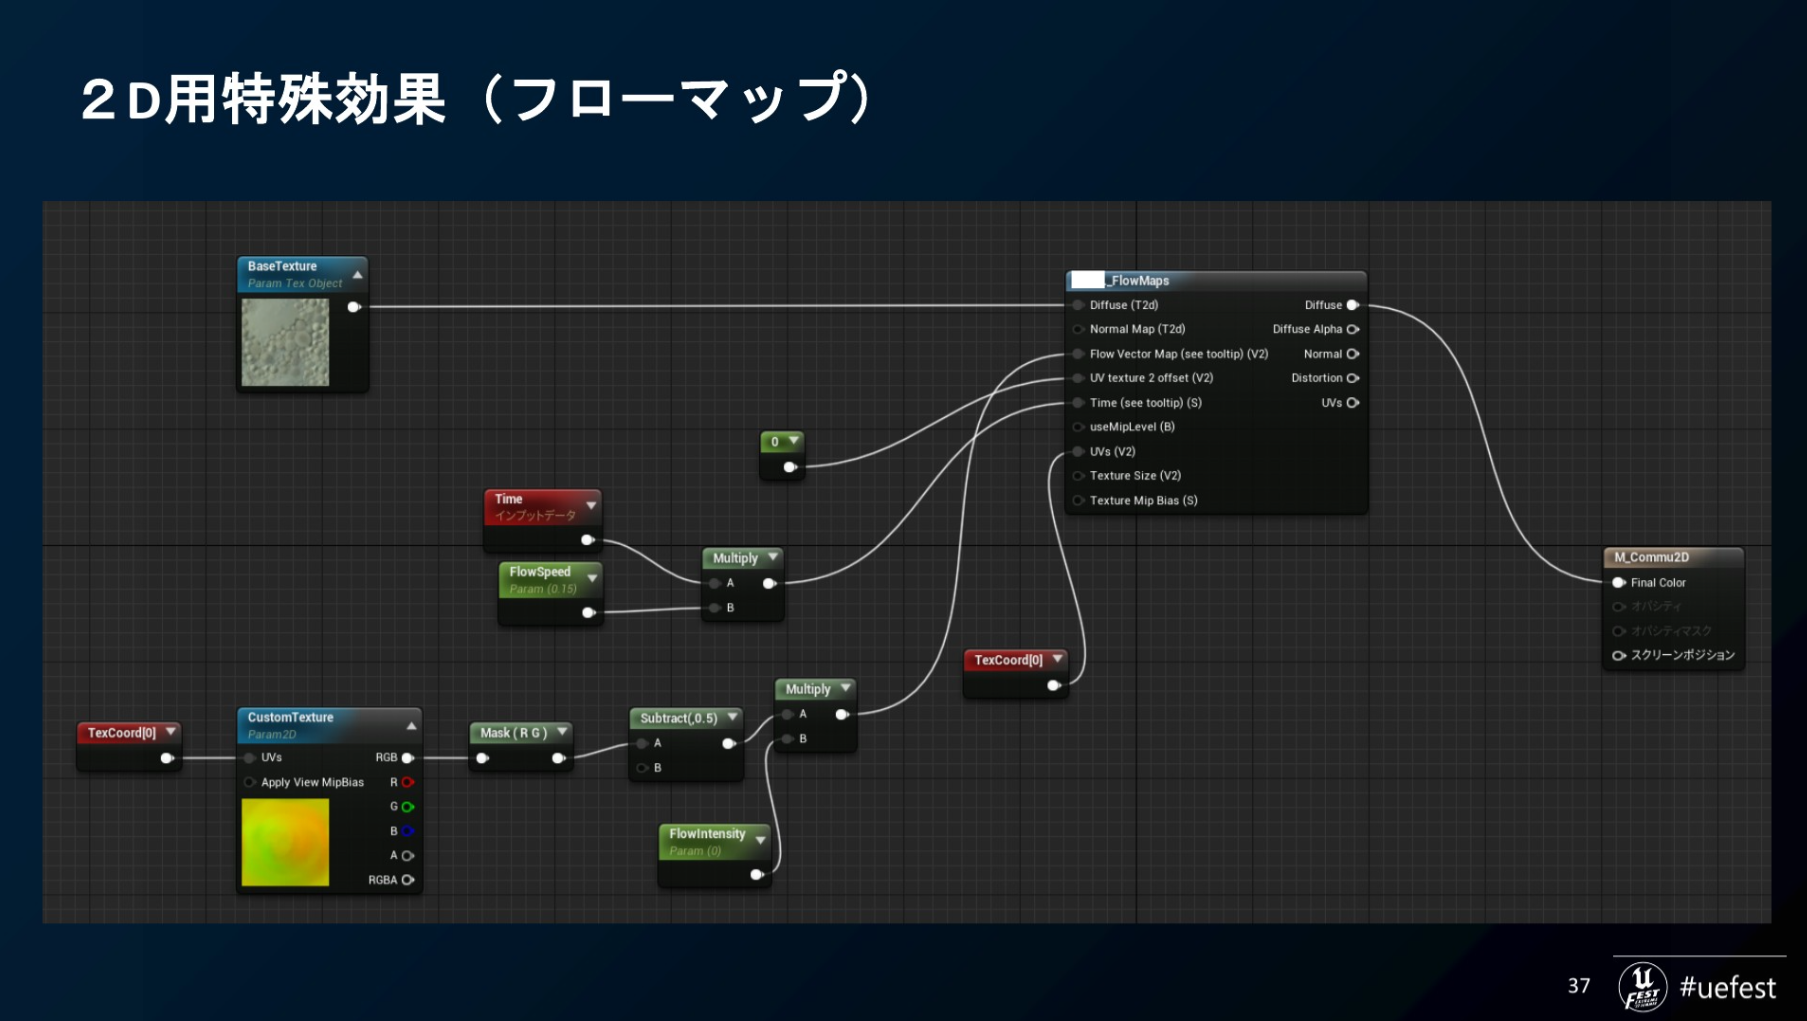 ２D用特殊効果（フローマップ）
BaseTexture
Param Tex Object
_FlowMaps
Diffuse (T2d)
Diffuse
Normal Map (T2d)
Diffuse Alpha
Flow Vector Map (see tooltip) (V2)
Normal
UV texture 2 offset (V2)
Distortion
Time (see tooltip) (S)
UVs
useMipLevel (B)
UVs (V2)
Texture Size (V2)
Texture Mip Bias (S)
0
Time
インプットデータ
FlowSpeed
Param (0.15)
Multiply
A
B
M_Commu2D
Final Color
オパシティ
オパシティマスク
スクリーンポジション
TexCoord[0]
Multiply
A
B
TexCoord[0]
CustomTexture
Param2D
UVs
RGB
Apply View MipBias
R
G
B
A
RGBA
Mask ( R G )
Subtract(,0.5)
A
B
FlowIntensity
Param (0)
37
U
FEST
#uefest